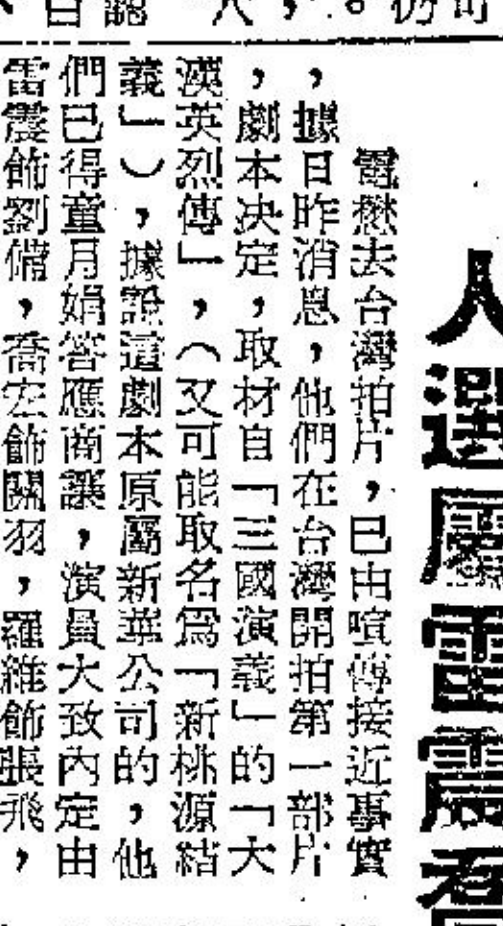 人選屬雷震
電懋去台灣拍片，已由喧傳接近事實
，據日昨消息，他們在台灣開拍第一部片
，劇本決定，取材自「三國演義」的「大
漢英烈傳」，（又可能取名爲「新桃源結
義」），據說這劇本原屬新華公司的，他
們已得童月娟答應商讓，演員大致內定由
雷震飾劉備，喬宏飾關羽，羅維飾張飛，